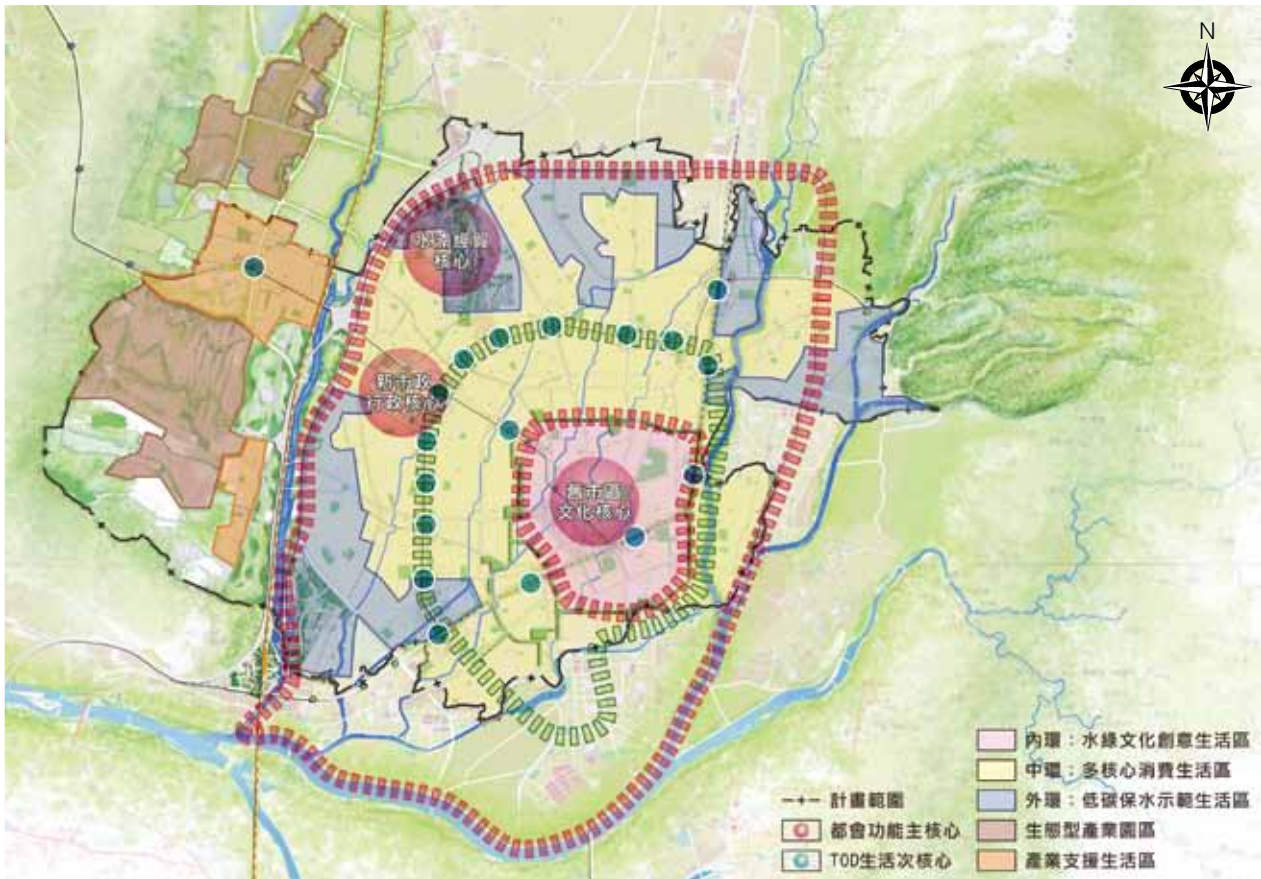 N
水湳經貿
核心
新市政
行政核心
舊市區
文化核心
內環：水綠文化創意生活區
中環：多核心消費生活區
計畫範圍
外環：低碳保水示範生活區
都會功能主核心
生態型產業園區
TOD生活次核心
產業支援生活區